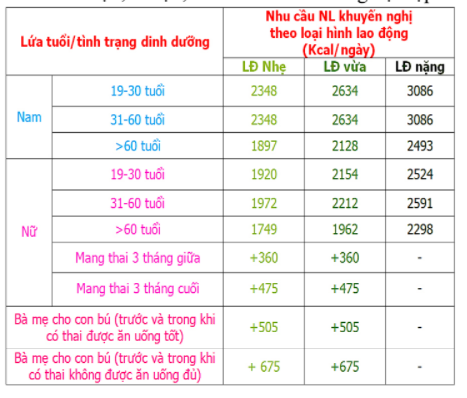 Lứa tuổi/tình trạng dinh dưỡng
Nhu cầu NL khuyến nghị
theo loại hình lao động
(Kcal/ngày)
LĐ Nhẹ LĐ vừa LĐ nặng
Nam
19-30 tuổi 2348 2634 3086
31-60 tuổi 2348 2634 3086
>60 tuổi 1897 2128 2493
Nữ
19-30 tuổi 1920 2154 2524
31-60 tuổi 1972 2212 2591
>60 tuổi 1749 1962 2298
Mang thai 3 tháng giữa +360 +360 -
Mang thai 3 tháng cuối +475 +475 -
Bà mẹ cho con bú (trước và trong khi
có thai được ăn uống tốt) +505 +505 -
Bà mẹ cho con bú (trước và trong khi
có thai không được ăn uống đủ) + 675 +675 -